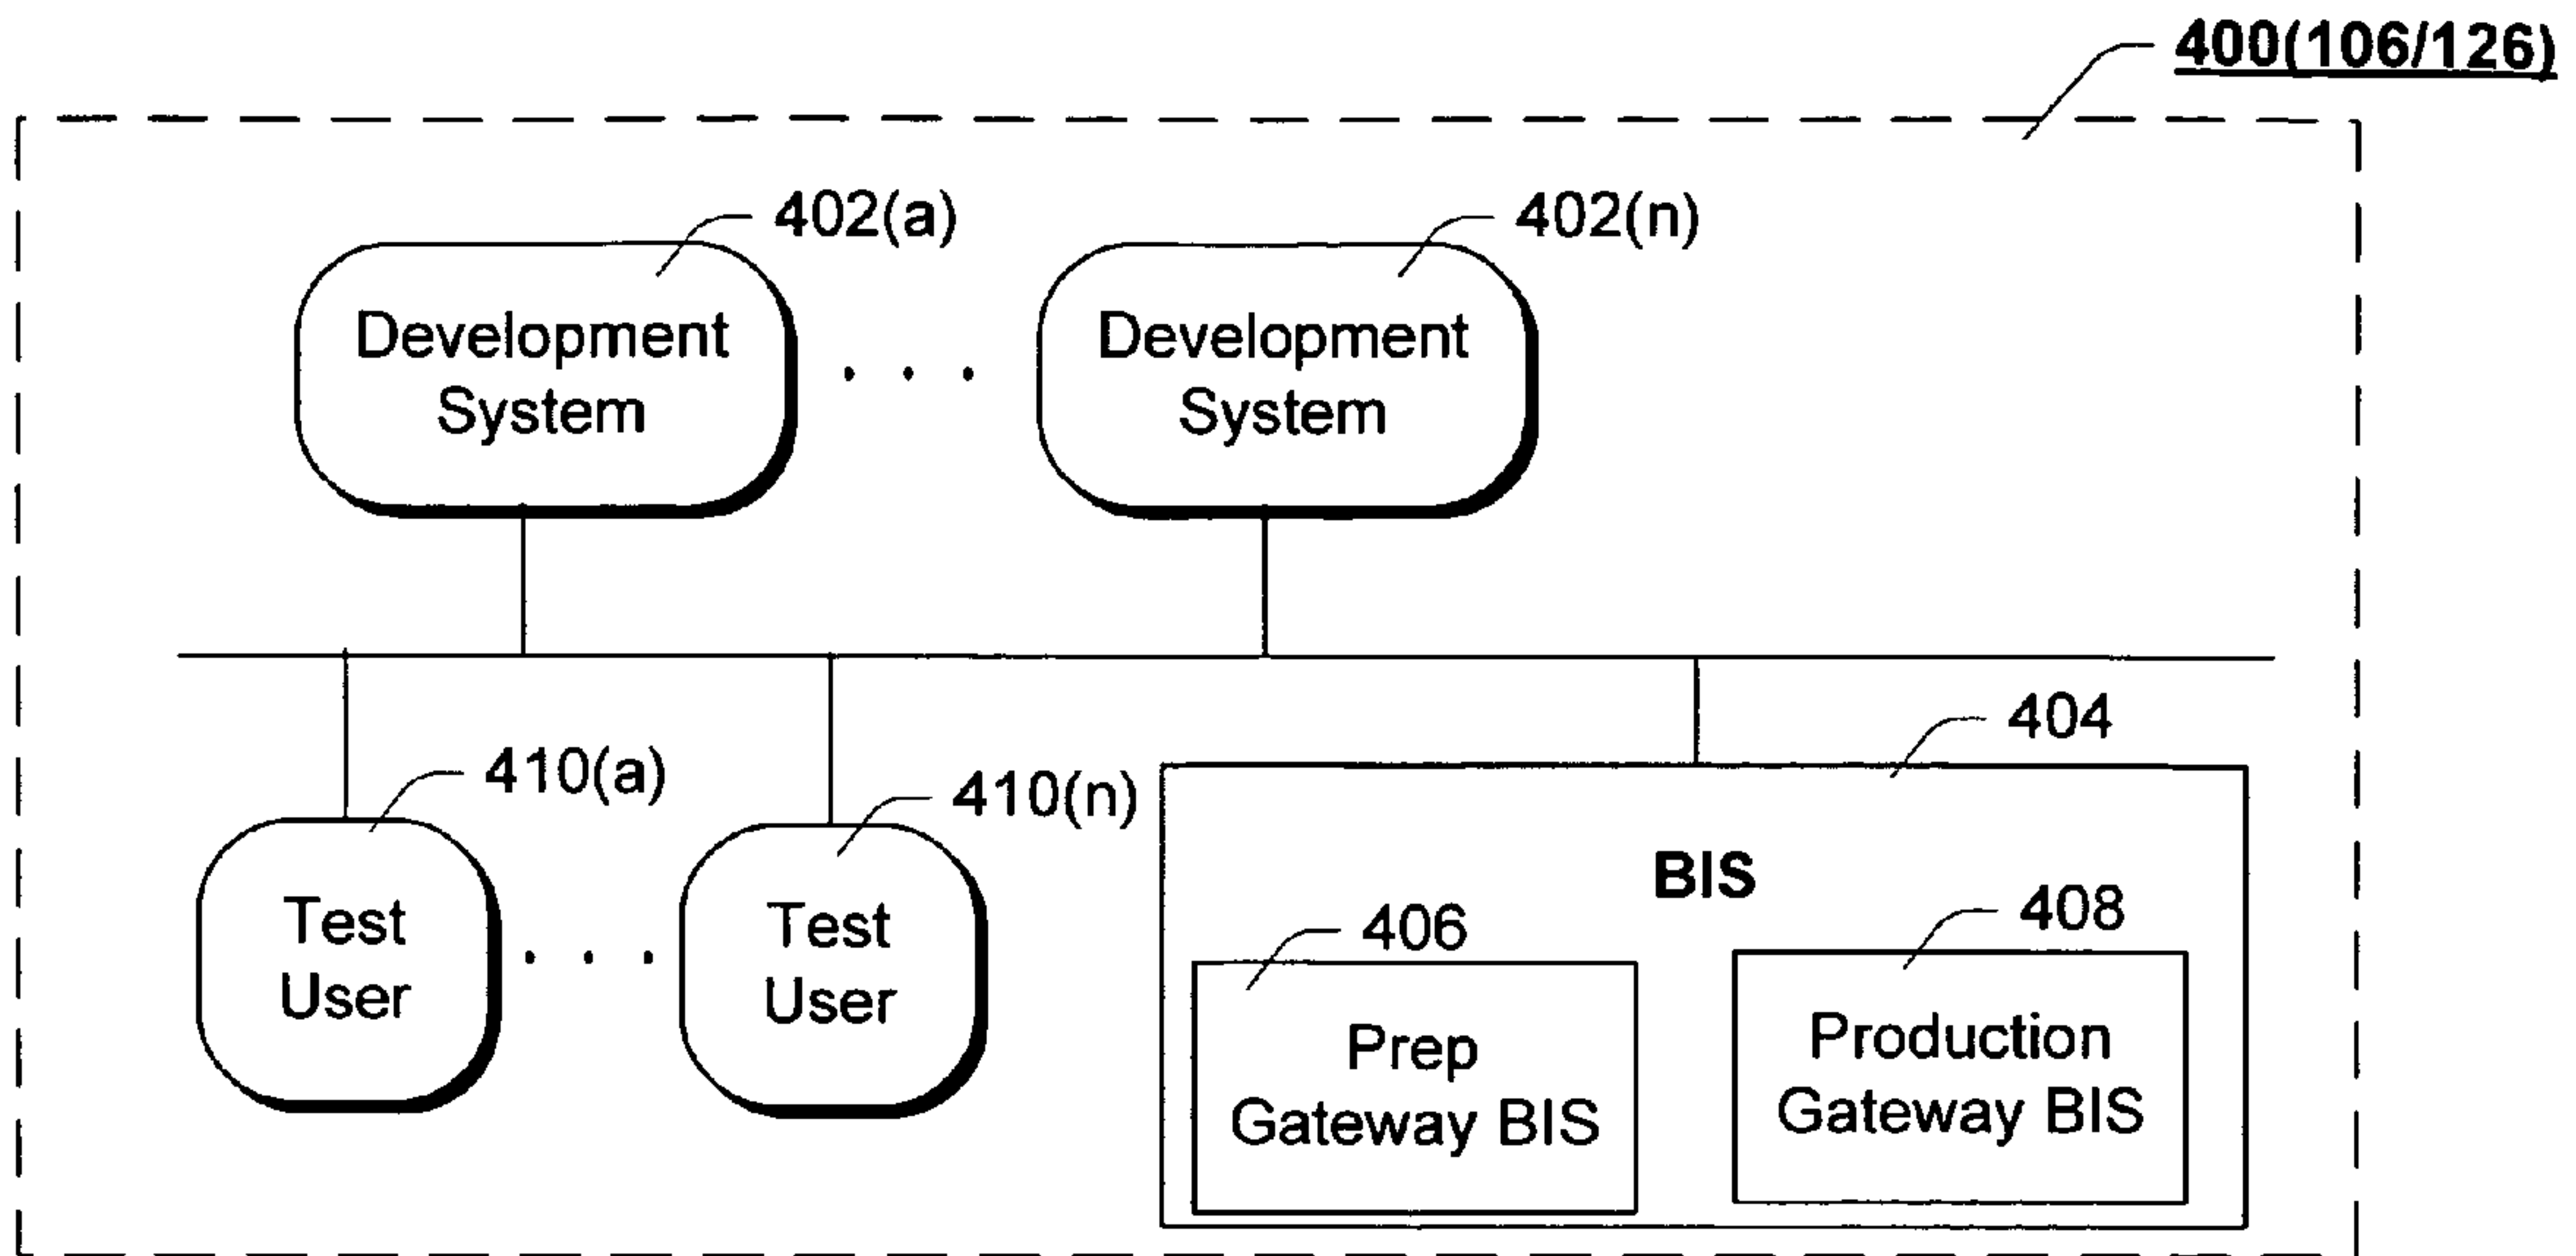 400(106/126)
402(a)
402(n)
Development
System
Development
System
404
410(a)
410(n)
BIS
406
408
Test
User
Test
User
Prep
Gateway BIS
Production
Gateway BIS